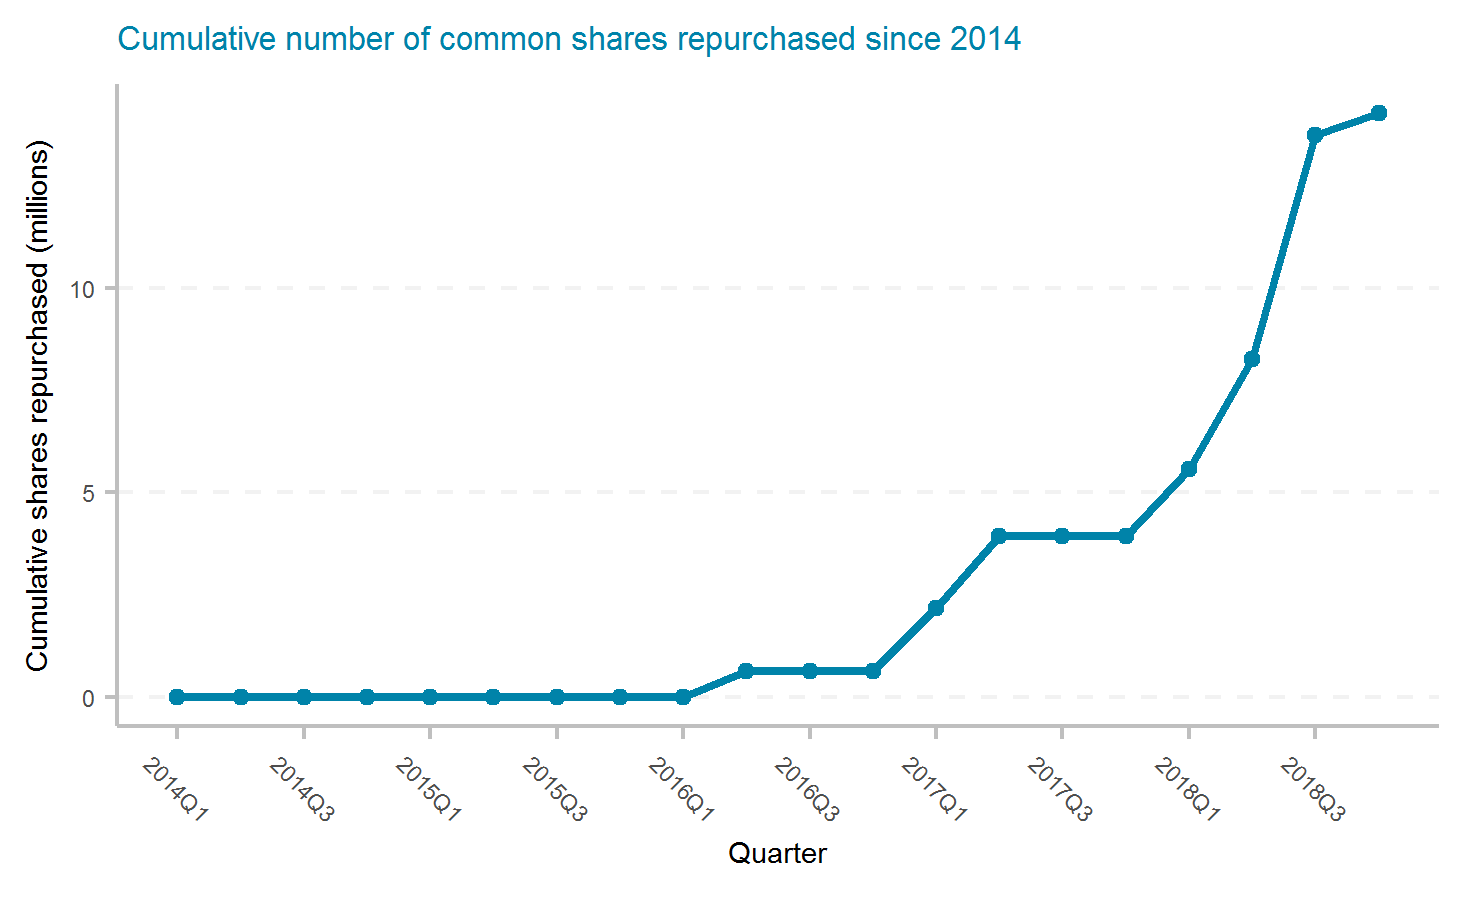 Cumulative number of common shares repurchased since 2014
Cumulative shares repurchased (millions)
10
5
0
2014Q1
2014Q3
2015Q1
2015Q3
2016Q1
2016Q3
2017Q1
2017Q3
2018Q1
2018Q3
Quarter